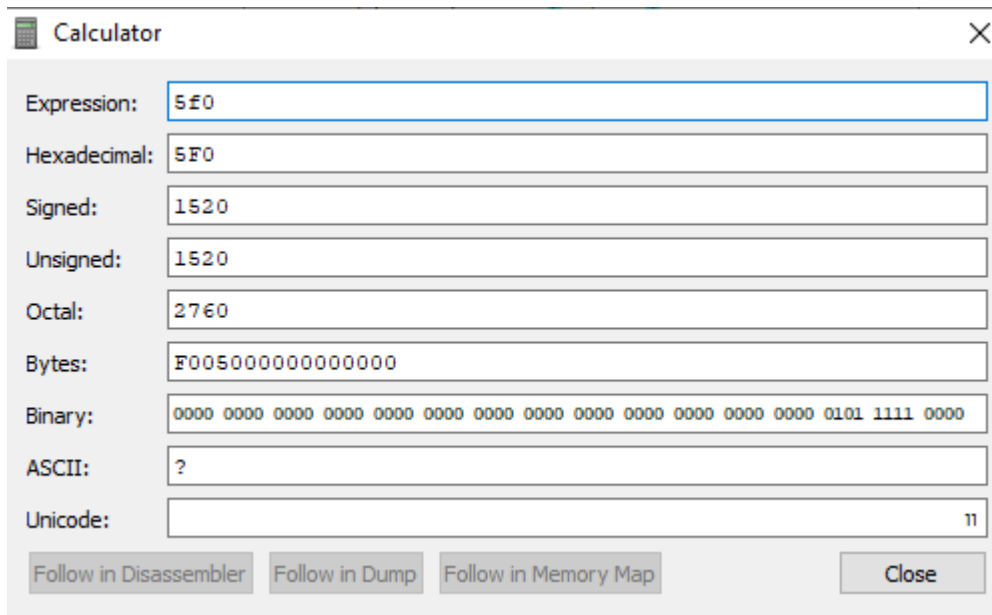 Calculator
Expression: 5f0
Hexadecimal: 5F0
Signed: 1520
Unsigned: 1520
Octal: 2760
Bytes: F005000000000000
Binary: 0000 0000 0000 0000 0000 0000 0000 0000 0000 0000 0000 0000 0000 0101 1111 0000
ASCII: ?
Unicode: װ
Follow in Disassembler Follow in Dump Follow in Memory Map Close